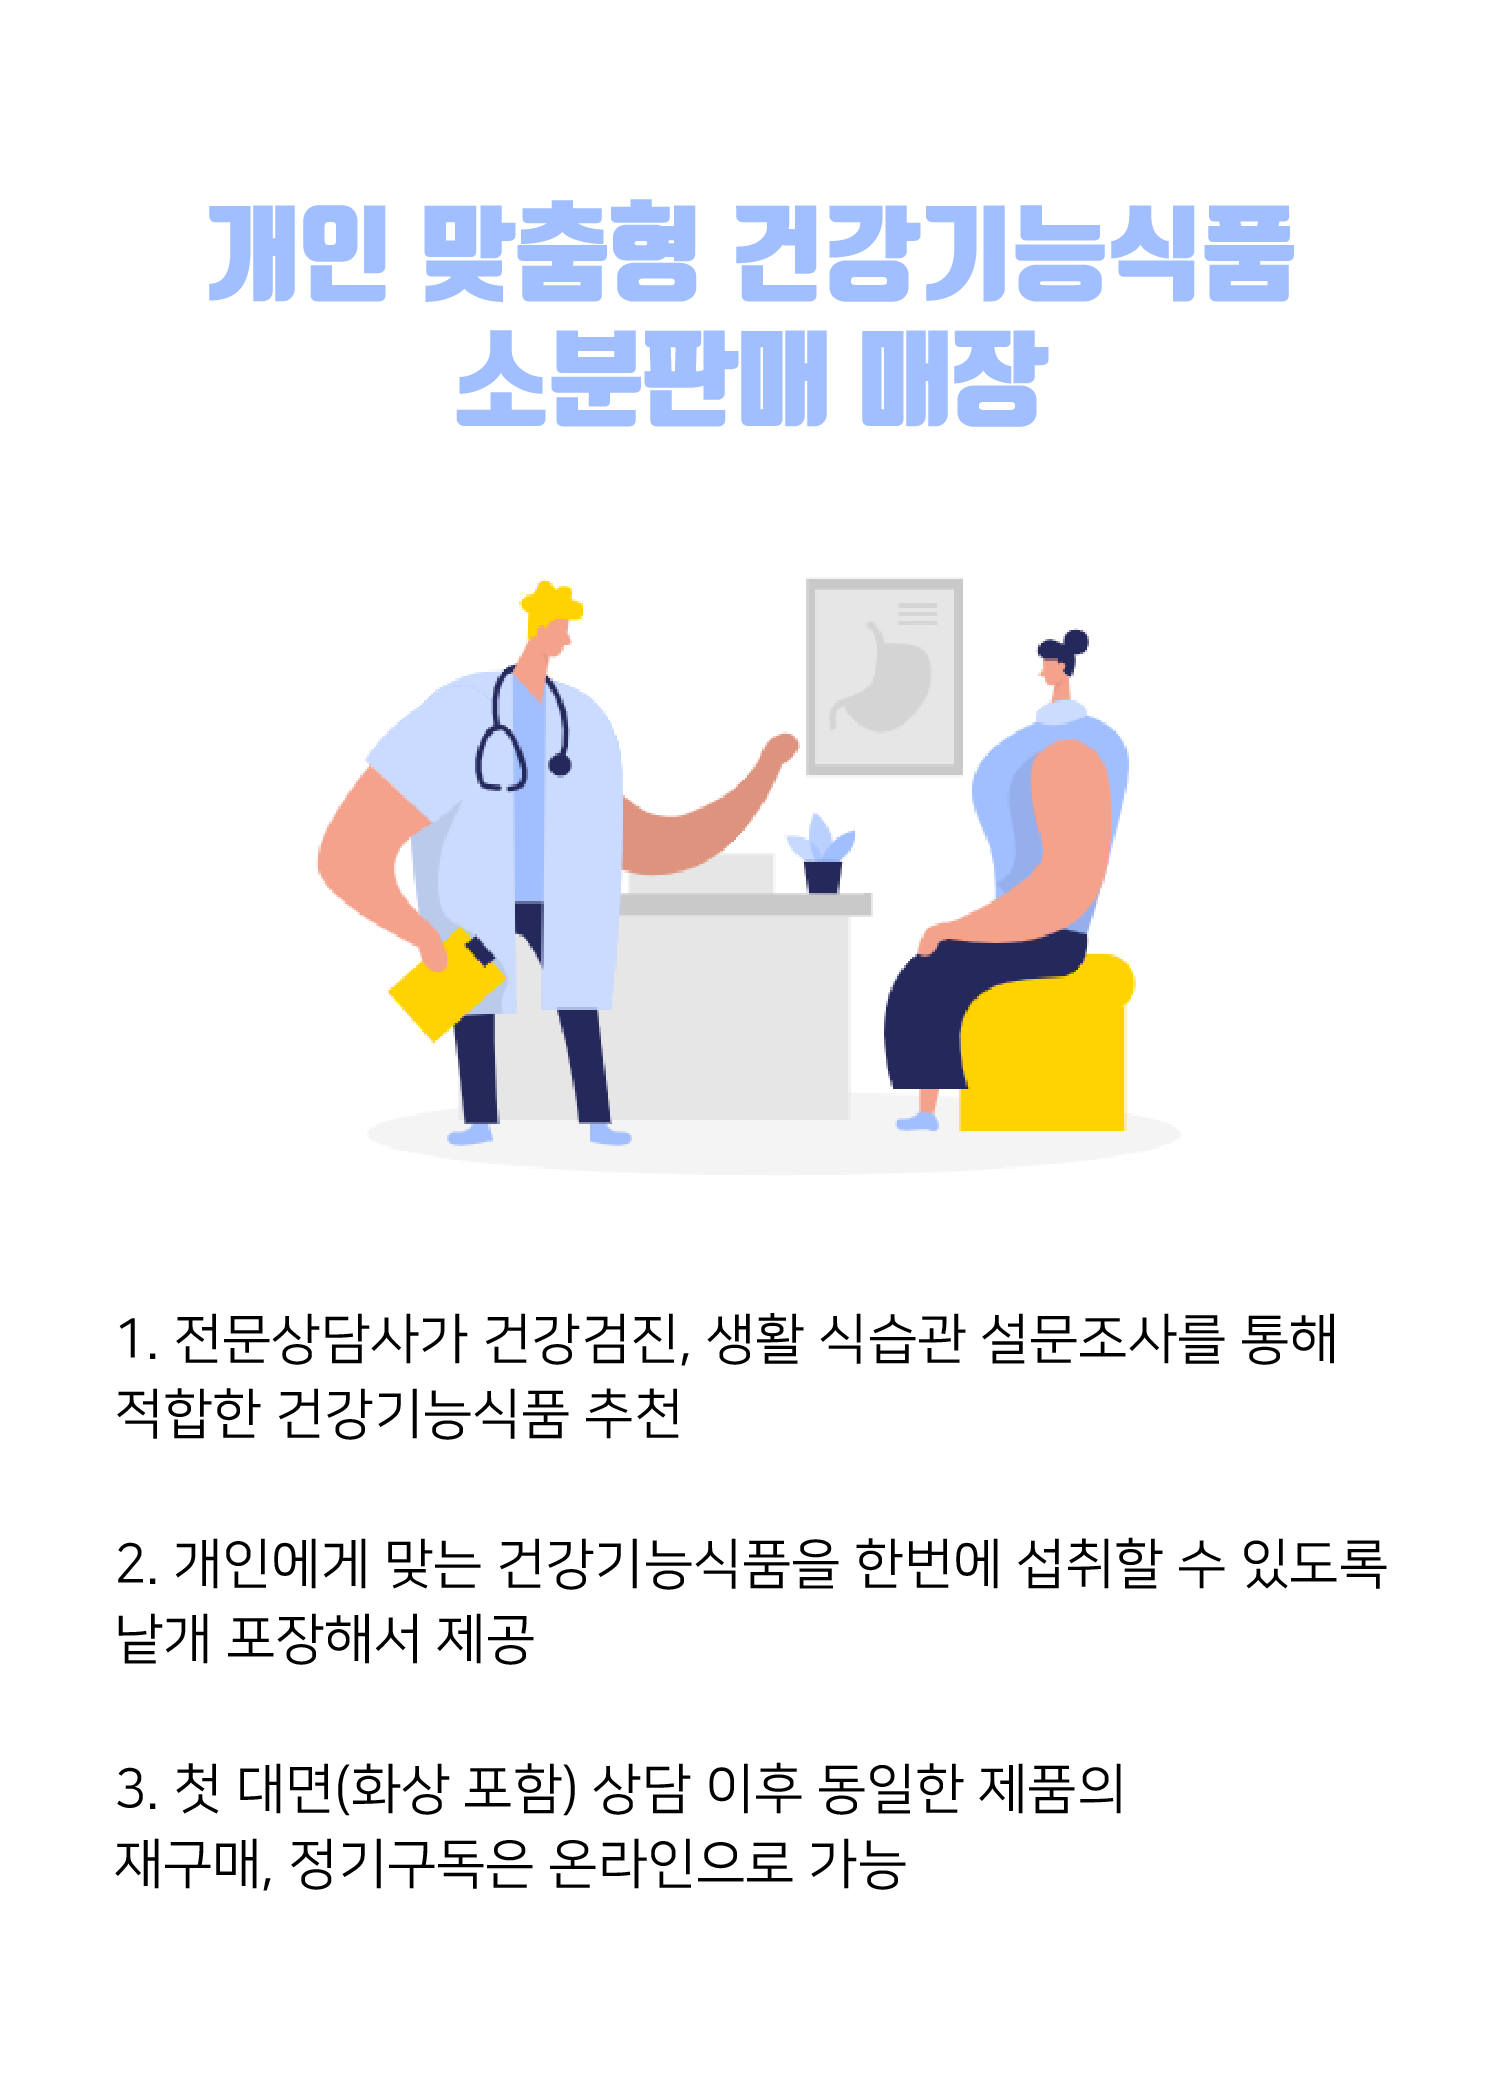 개인 맞춤형 건강기능식품
소분판매 매장
1. 전문상담사가 건강검진, 생활 식습관 설문조사를 통해
적합한 건강기능식품 추천
2. 개인에게 맞는 건강기능식품을 한번에 섭취할 수 있도록
낱개 포장해서 제공
3. 첫 대면(화상 포함) 상담 이후 동일한 제품의
재구매, 정기구독은 온라인으로 가능